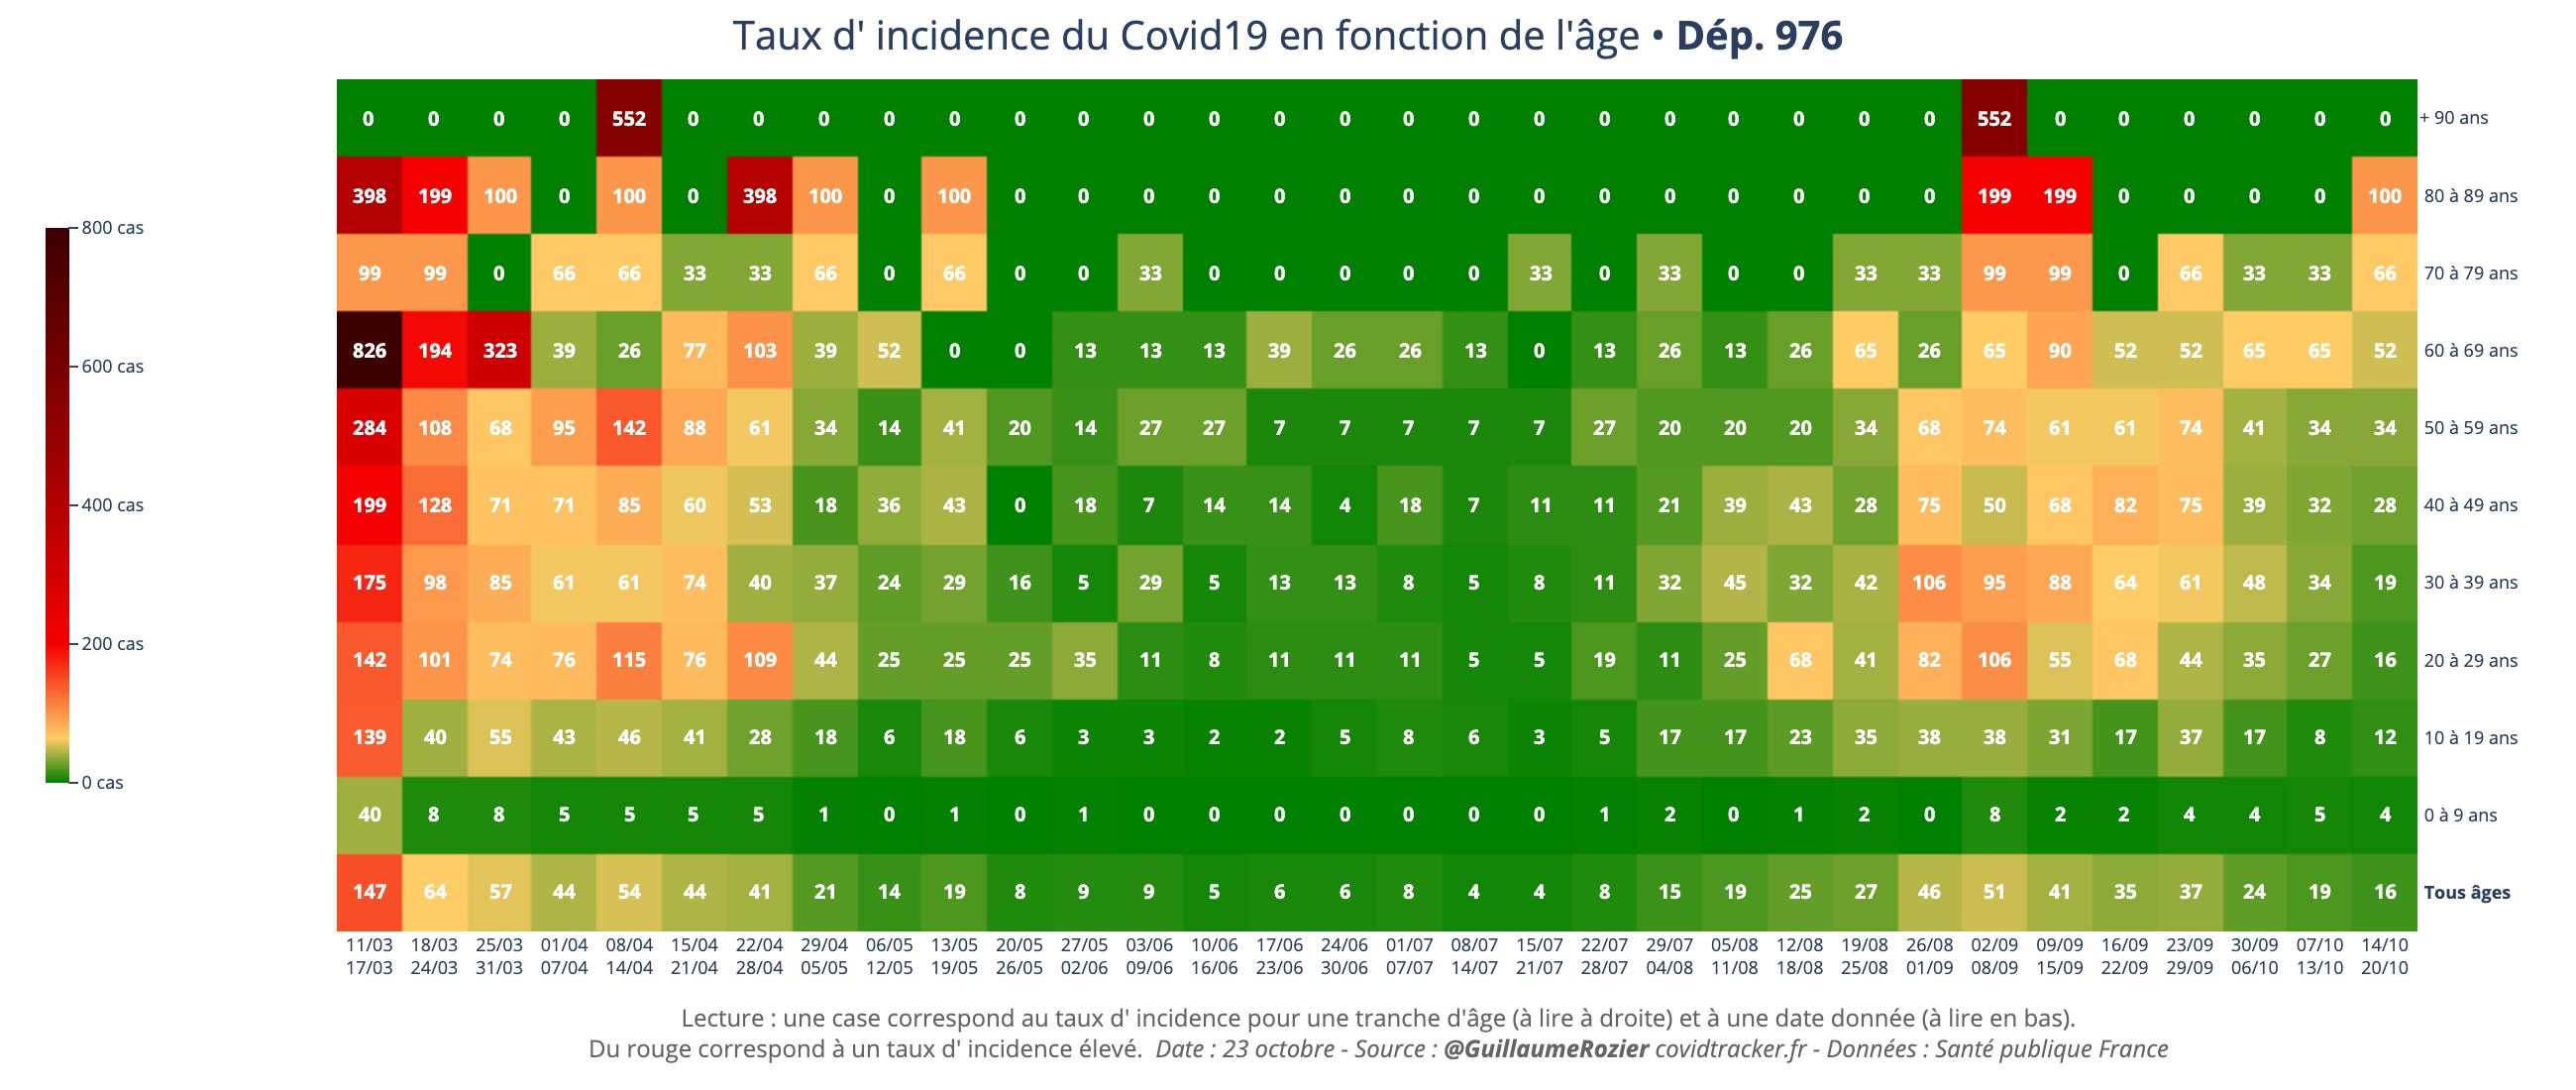 Taux d' incidence du Covid19 en fonction de l'âge • Dép. 976
800 cas
600 cas
400 cas
200 cas
0 cas
0 0 0 0 552 0 0 0 0 0 0 0 0 0 0 0 0 0 0 0 0 0 0 0 0 552 0 0 0 0 0 0 + 90 ans
398 199 100 0 100 0 398 100 0 100 0 0 0 0 0 0 0 0 0 0 0 0 0 0 0 199 199 0 0 0 0 100 80 à 89 ans
99 99 0 66 66 33 33 66 0 66 0 0 33 0 0 0 0 0 33 0 33 0 0 33 33 99 99 0 66 33 33 66 70 à 79 ans
826 194 323 39 26 77 103 39 52 0 0 13 13 13 39 26 26 13 0 13 26 13 26 65 26 65 90 52 52 65 65 52 60 à 69 ans
284 108 68 95 142 88 61 34 14 41 20 14 27 27 7 7 7 7 7 27 20 20 20 34 68 74 61 61 74 41 34 34 50 à 59 ans
199 128 71 71 85 60 53 18 36 43 0 18 7 14 14 4 18 7 11 11 21 39 43 28 75 50 68 82 75 39 32 28 40 à 49 ans
175 98 85 61 61 74 40 37 24 29 16 5 29 5 13 13 8 5 8 11 32 45 32 42 106 95 88 64 61 48 34 19 30 à 39 ans
142 101 74 76 115 76 109 44 25 25 25 35 11 8 11 11 11 5 5 19 11 25 68 41 82 106 55 68 44 35 27 16 20 à 29 ans
139 40 55 43 46 41 28 18 6 18 6 3 3 2 2 5 8 6 3 5 17 17 23 35 38 38 31 17 37 17 8 12 10 à 19 ans
40 8 8 5 5 5 5 1 0 1 0 1 0 0 0 0 0 0 0 1 2 0 1 2 0 8 2 2 4 4 5 4 0 à 9 ans
147 64 57 44 54 44 41 21 14 19 8 9 9 5 6 6 8 4 4 8 15 19 25 27 46 51 41 35 37 24 19 16 Tous âges
11/03 18/03 25/03 01/04 08/04 15/04 22/04 29/04 06/05 13/05 20/05 27/05 03/06 10/06 17/06 24/06 01/07 08/07 15/07 22/07 29/07 05/08 12/08 19/08 26/08 02/09 09/09 16/09 23/09 30/09 07/10 14/10
17/03 24/03 31/03 07/04 14/04 21/04 28/04 05/05 12/05 19/05 26/05 02/06 09/06 16/06 23/06 30/06 07/07 14/07 21/07 28/07 04/08 11/08 18/08 25/08 01/09 08/09 15/09 22/09 29/09 06/10 13/10 20/10
Lecture : une case correspond au taux d' incidence pour une tranche d'âge (à lire à droite) et à une date donnée (à lire en bas).
Du rouge correspond à un taux d' incidence élevé. Date : 23 octobre - Source : @GuillaumeRozier covidtracker.fr - Données : Santé publique France